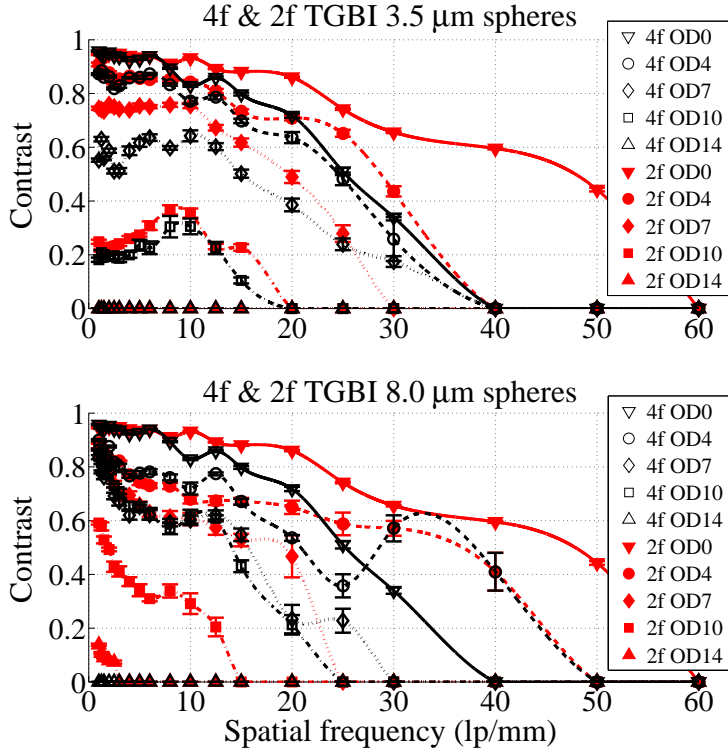 4f & 2f TGBI 3.5 μm spheres
Contrast
1
0.8
0.6
0.4
0.2
0
0 10 20 30 40 50 60
4f OD0
4f OD4
4f OD7
4f OD10
4f OD14
2f OD0
2f OD4
2f OD7
2f OD10
2f OD14
4f & 2f TGBI 8.0 μm spheres
Contrast
1
0.8
0.6
0.4
0.2
0
0 10 20 30 40 50 60
Spatial frequency (lp/mm)
4f OD0
4f OD4
4f OD7
4f OD10
4f OD14
2f OD0
2f OD4
2f OD7
2f OD10
2f OD14